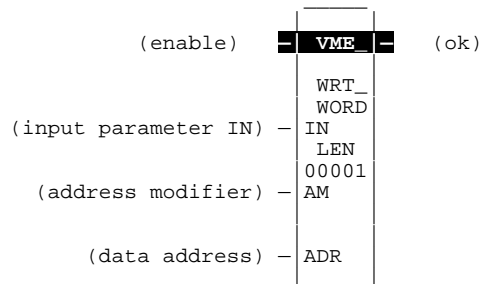 (enable) VME_ (ok)
WRT_
WORD
(input parameter IN) IN
LEN
00001
(address modifier) AM
(data address) ADR